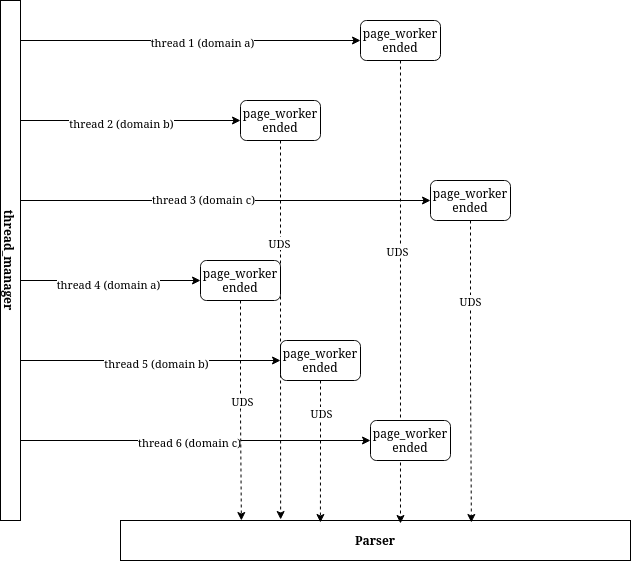 page_worker
ended
thread 1 (domain a)
page_worker
ended
thread 2 (domain b)
page_worker
ended
thread 3 (domain c)
thread_manager
UDS
UDS
page_worker
ended
thread 4 (domain a)
UDS
page_worker
ended
thread 5 (domain b)
UDS
UDS
page_worker
ended
thread 6 (domain c)
Parser